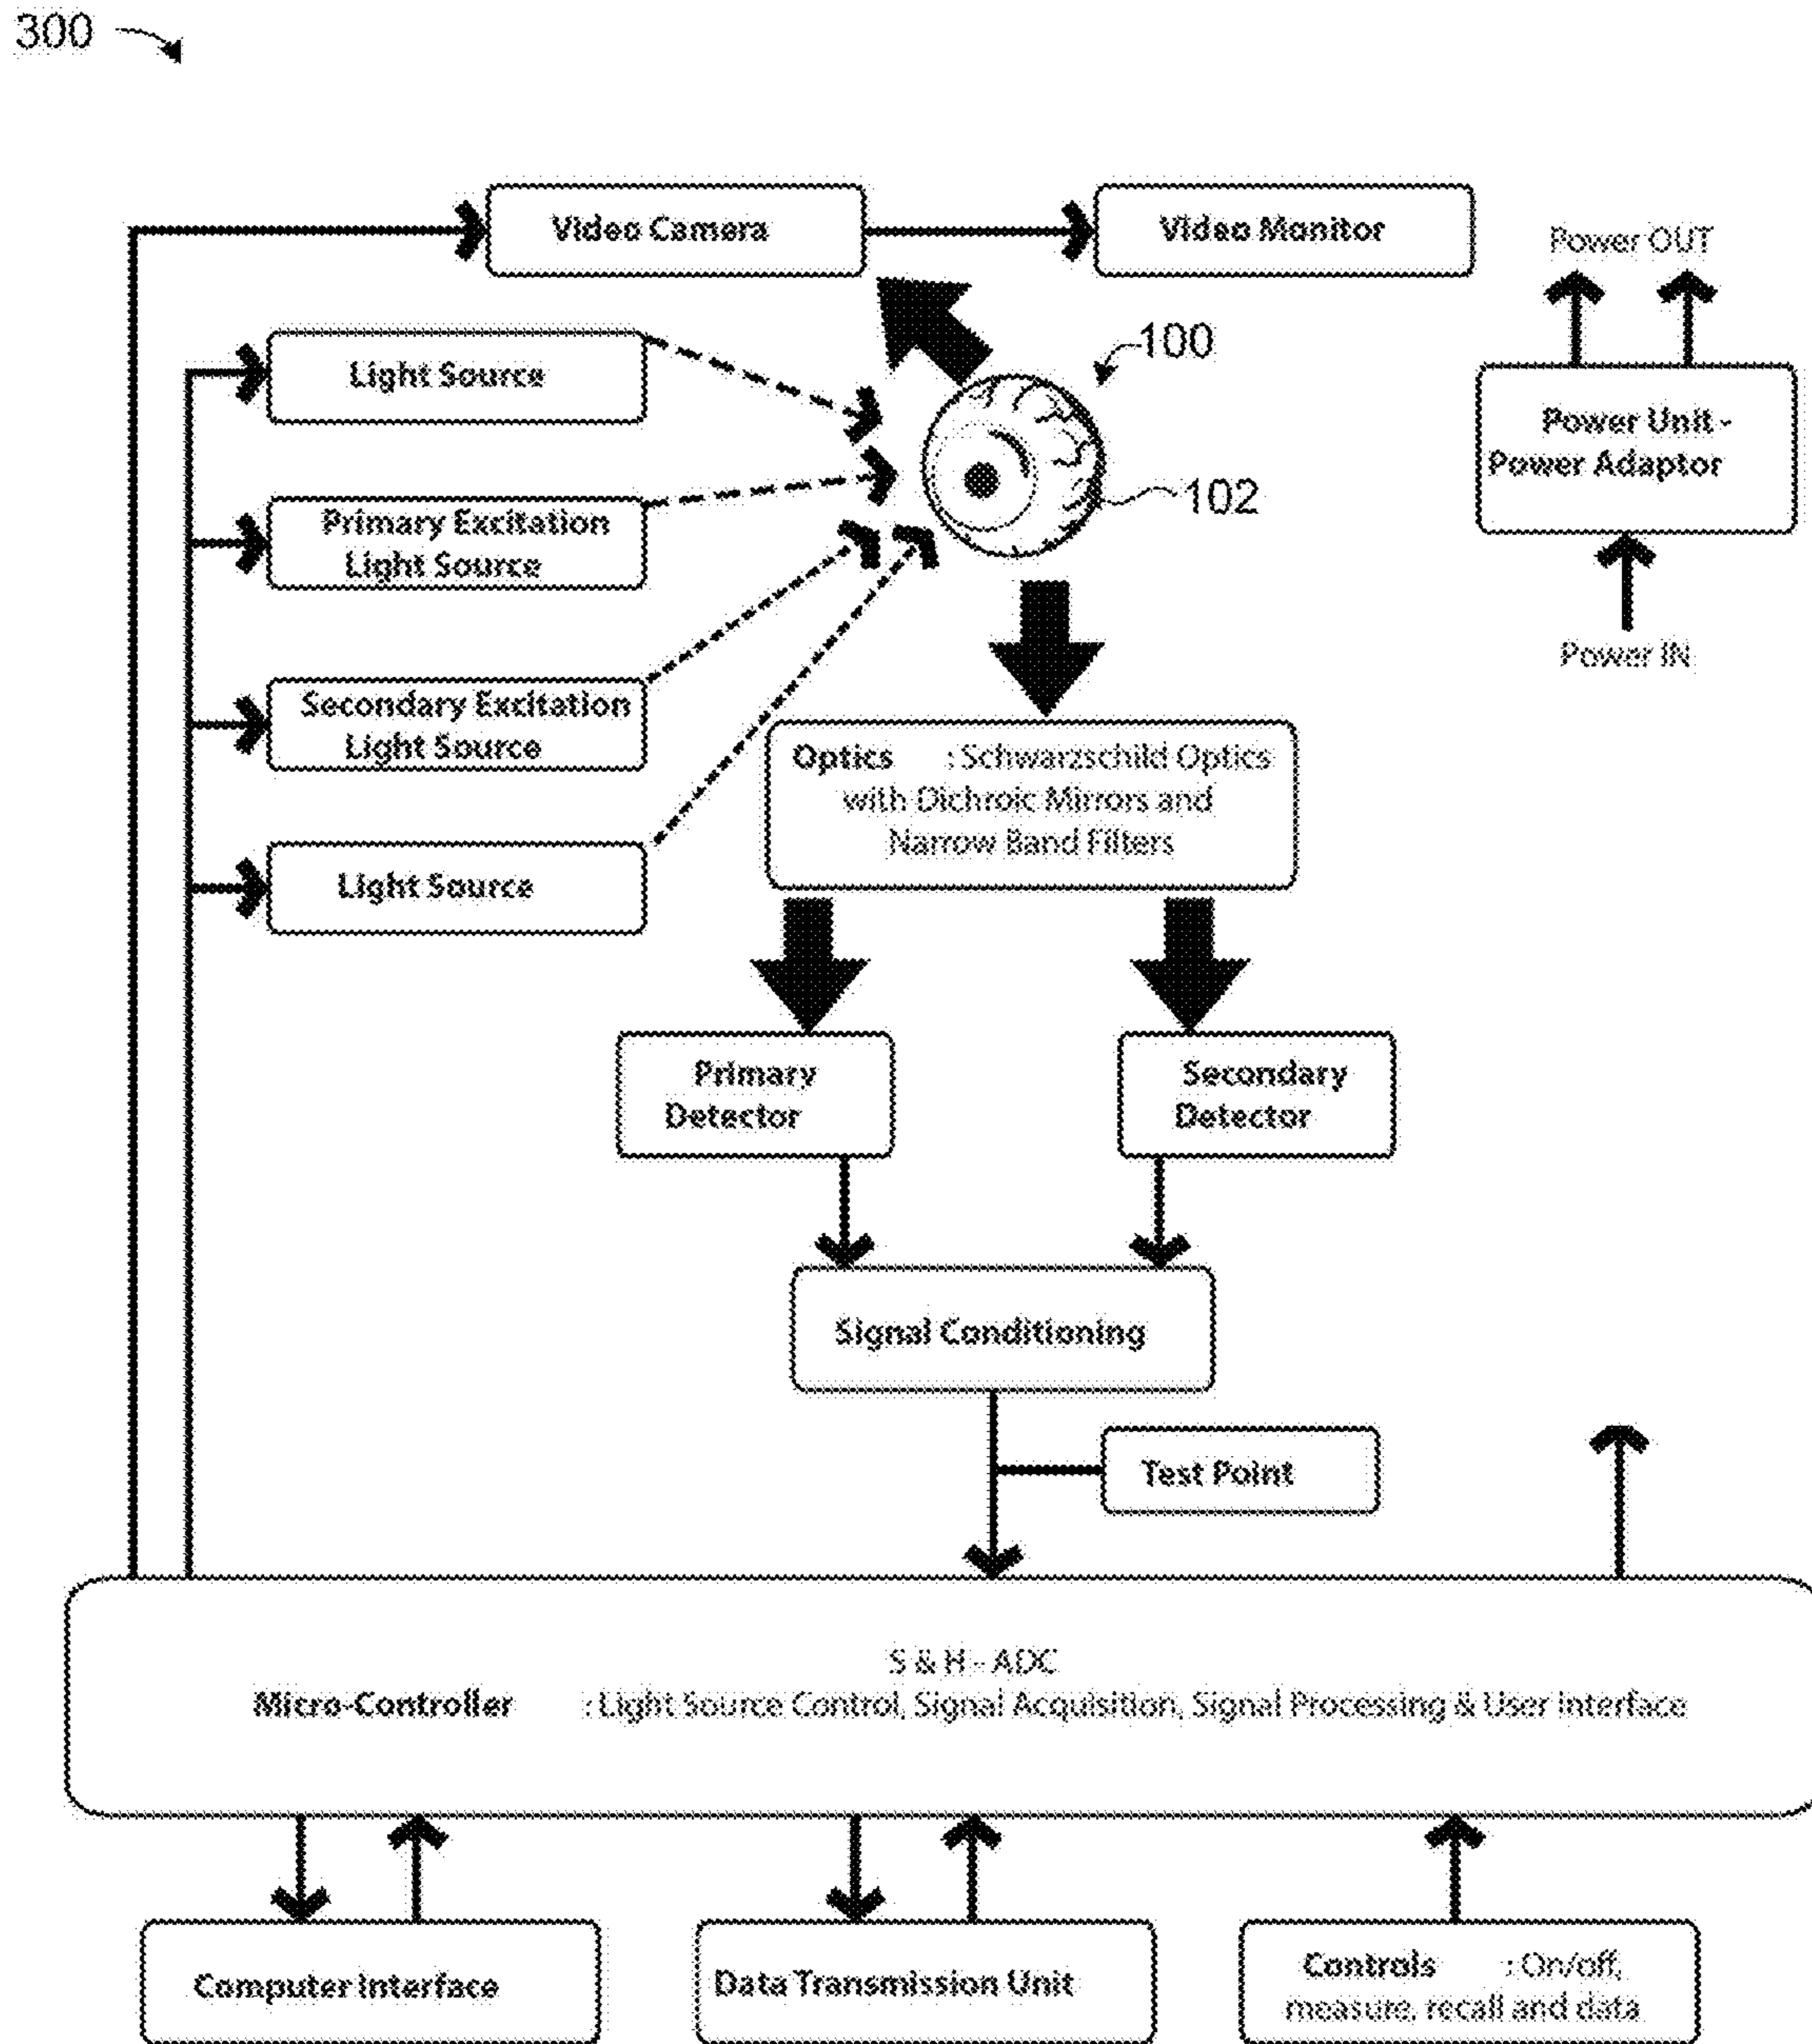 300
Video Camera
Video Monitor
Power OUT
Light Source
100
Power Unit -
Power Adaptor
102
Primary Excitation
Light Source
Power IN
Secondary Excitation
Light Source
Optics : Schwarzschild Optics
with Dichroic Mirrors and
Narrow Band Filters
Light Source
Primary
Detector
Secondary
Detector
Signal Conditioning
Test Point
S & H - ADC
Micro-Controller : Light Source Control, Signal Acquisition, Signal Processing & User Interface
Computer Interface
Data Transmission Unit
Controls : On/off,
measure, recall and data